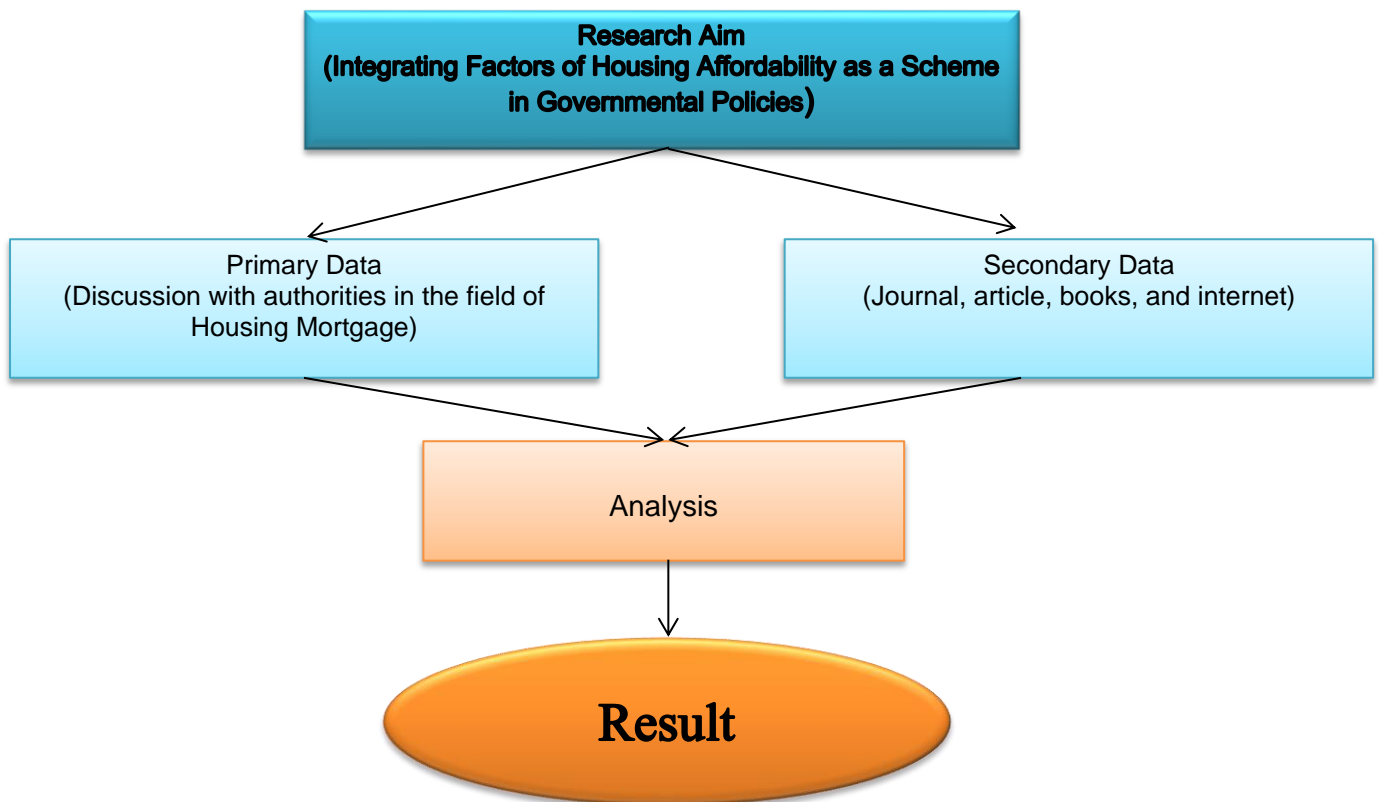 Research Aim
(Integrating Factors of Housing Affordability as a Scheme
in Governmental Policies)
Primary Data
(Discussion with authorities in the field of
Housing Mortgage)
Secondary Data
(Journal, article, books, and internet)
Analysis
Result